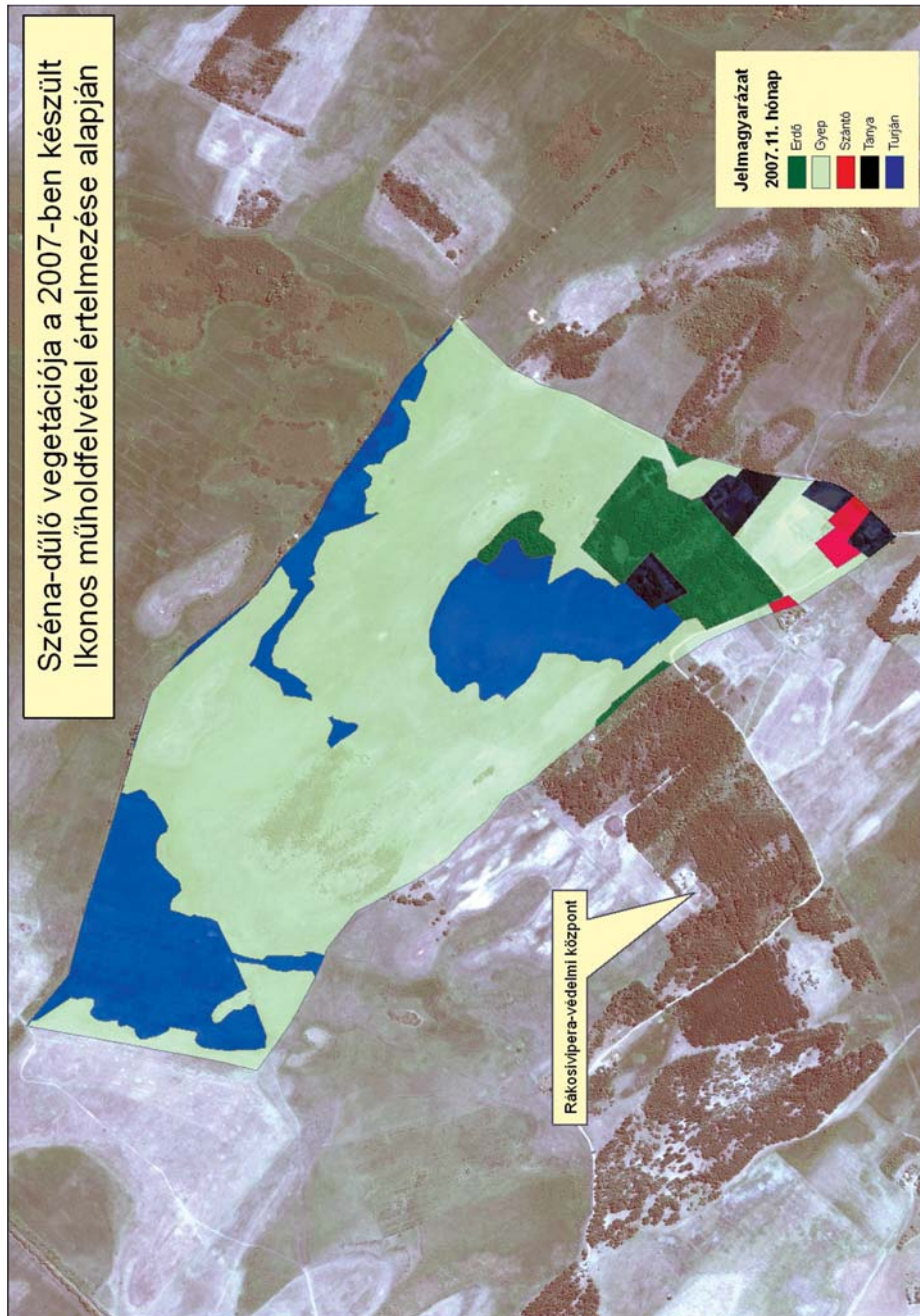 Széna-dűlő vegetációja a 2007-ben készült
Ikonos műholdfelvétel értelmezése alapján
Rákosivipera-védelmi központ
Jelmagyarázat
2007.11. hónap
Erdő
Gyep
Szántó
Tanya
Turján